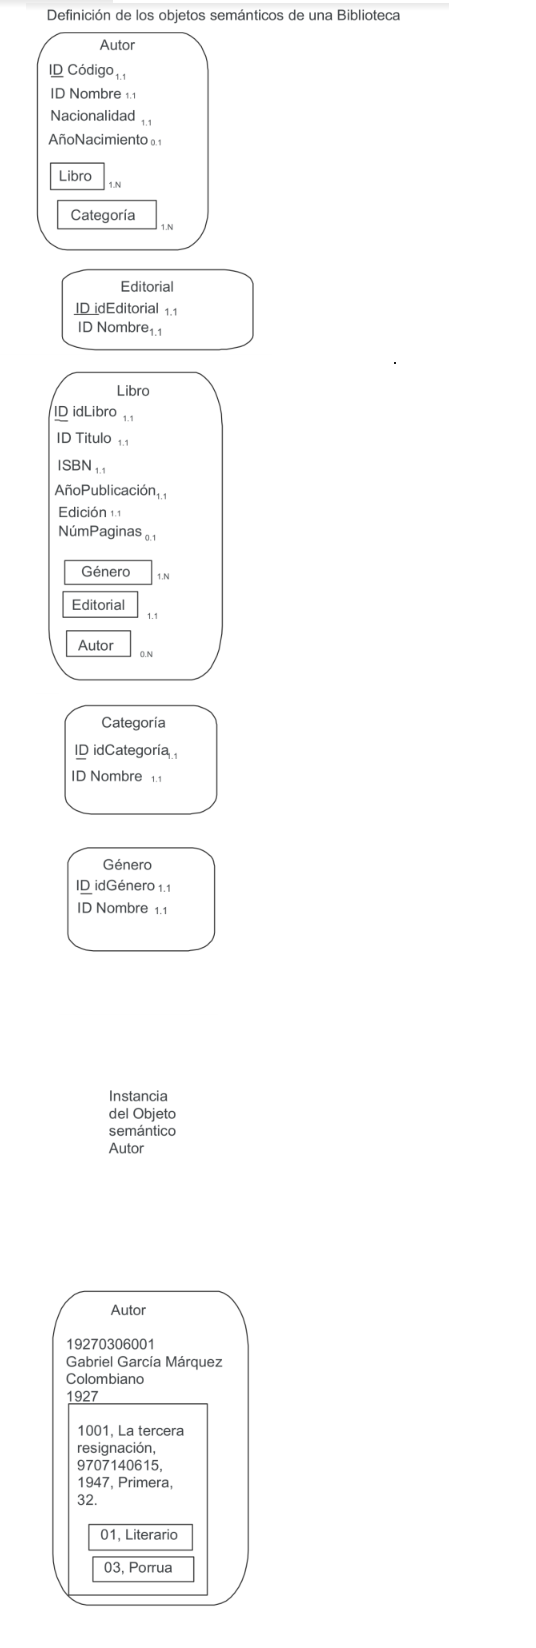 Definición de los objetos semánticos de una Biblioteca
Autor
ID Código 1.1
ID Nombre 1.1
Nacionalidad 1.1
AñoNacimiento 0.1
Libro 1.N
Categoría 1.N
Editorial
ID idEditorial 1.1
ID Nombre 1.1
Libro
ID idLibro 1.1
ID Titulo 1.1
ISBN 1.1
AñoPublicación 1.1
Edición 1.1
NúmPaginas 0.1
Género 1.N
Editorial 1.1
Autor 0.N
Categoría
ID idCategoría 1.1
ID Nombre 1.1
Género
ID idGénero 1.1
ID Nombre 1.1
Instancia
del Objeto
semántico
Autor
Autor
19270306001
Gabriel García Márquez
Colombiano
1927
1001, La tercera
resignación,
9707140615,
1947, Primera,
32.
01, Literario
03, Porrua